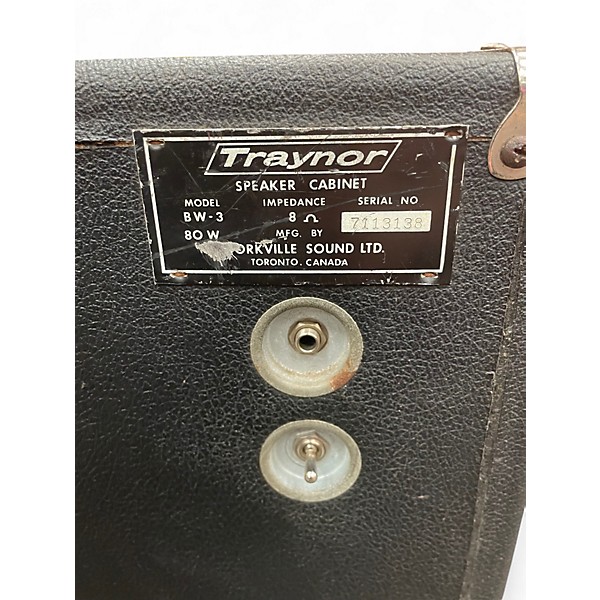 Traynor
SPEAKER CABINET
MODEL IMPEDANCE SERIAL NO
BW-3 8 Ω 7113138
80 W MFG. BY
ORKVILLE SOUND LTD.
TORONTO, CANADA